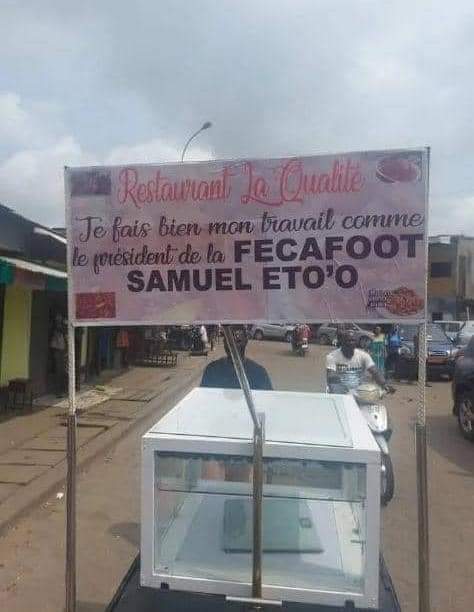 Restaurant La Qualité
Je fais bien mon travail comme
le président de la FECAFOOT
SAMUEL ETO'O